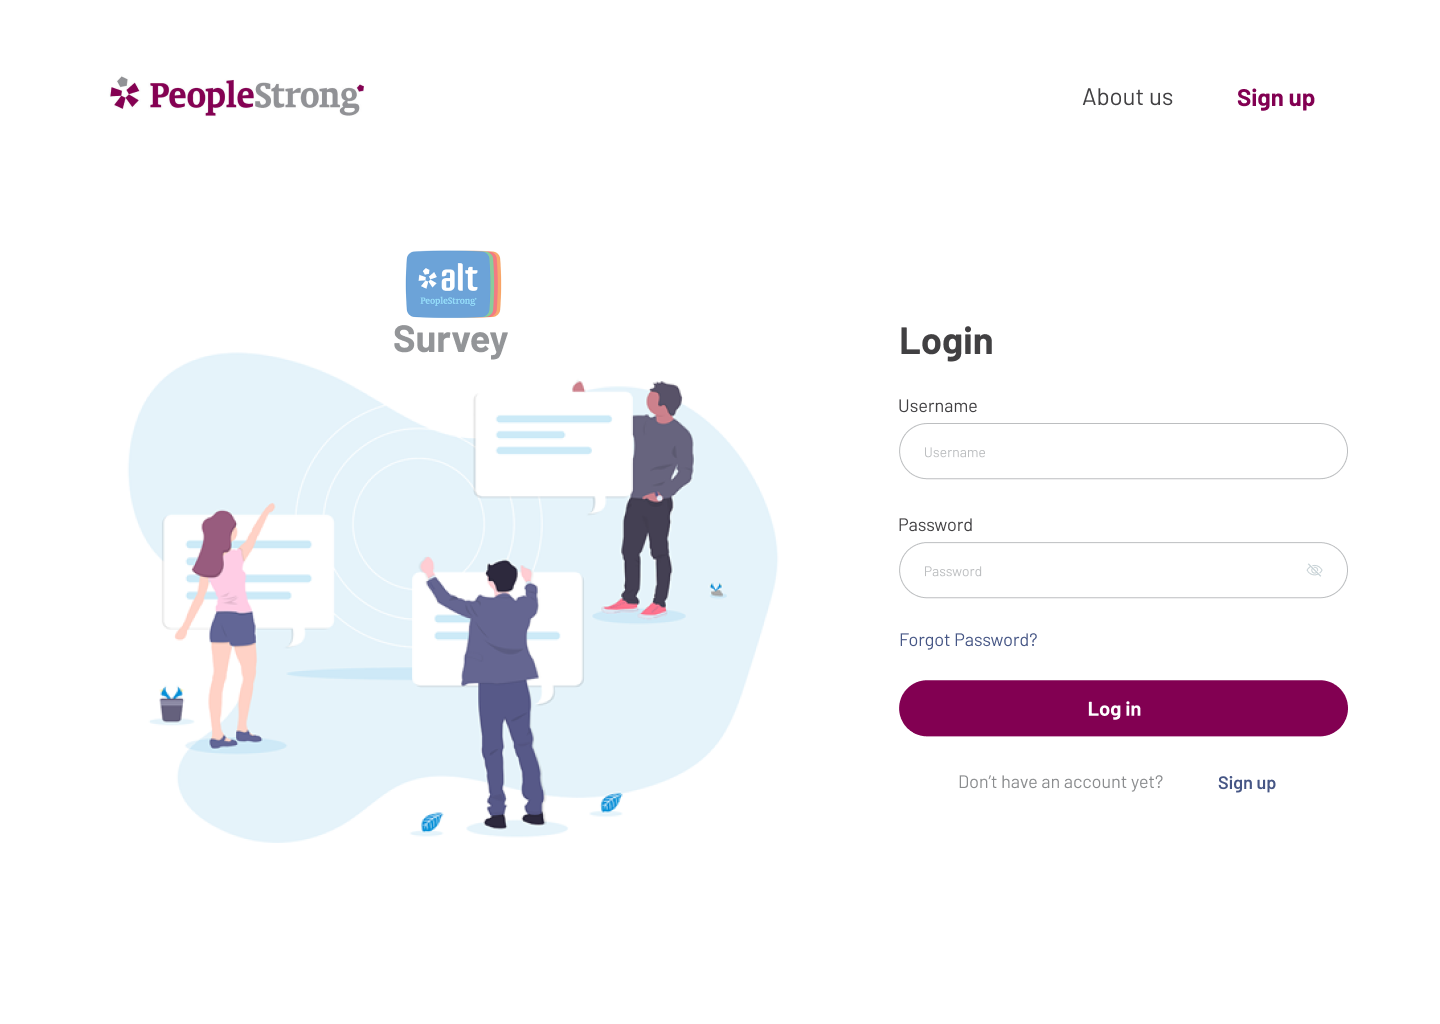 PeopleStrong
About us
Sign up
alt
PeopleStrong
Survey
Login
Username
Username
Password
Password
Forgot Password?
Log in
Don’t have an account yet?
Sign up